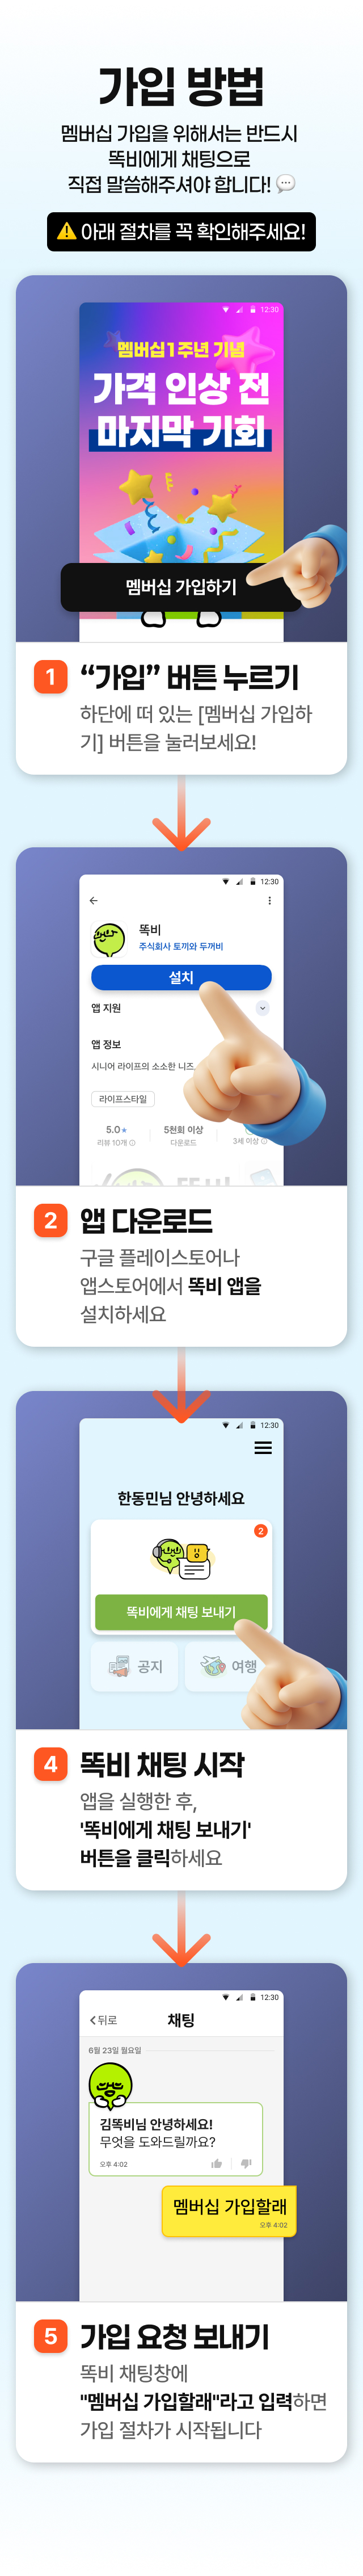 가입 방법
멤버십 가입을 위해서는 반드시
똑비에게 채팅으로
직접 말씀해주셔야 합니다!
아래 절차를 꼭 확인해주세요!
12:30
멤버십 1주년 기념
가격 인상 전
마지막 기회
멤버십 가입하기
1
“가입” 버튼 누르기
하단에 떠 있는 [멤버십 가입하
기] 버튼을 눌러보세요!
12:30
똑비
주식회사 토끼와 두꺼비
설치
앱 지원
앱 정보
시니어 라이프의 소소한 니즈
라이프스타일
5.0★
5천회 이상
리뷰 10개
다운로드
3세 이상
똑비
2
앱 다운로드
구글 플레이스토어나
앱스토어에서 똑비 앱을
설치하세요
12:30
한동민님 안녕하세요
2
똑비에게 채팅 보내기
공지
여행
4
똑비 채팅 시작
앱을 실행한 후,
'똑비에게 채팅 보내기'
버튼을 클릭하세요
12:30
뒤로
채팅
6월 23일 월요일
김똑비님 안녕하세요!
무엇을 도와드릴까요?
오후 4:02
멤버십 가입할래
오후 4:02
5
가입 요청 보내기
똑비 채팅창에
"멤버십 가입할래"라고 입력하면
가입 절차가 시작됩니다